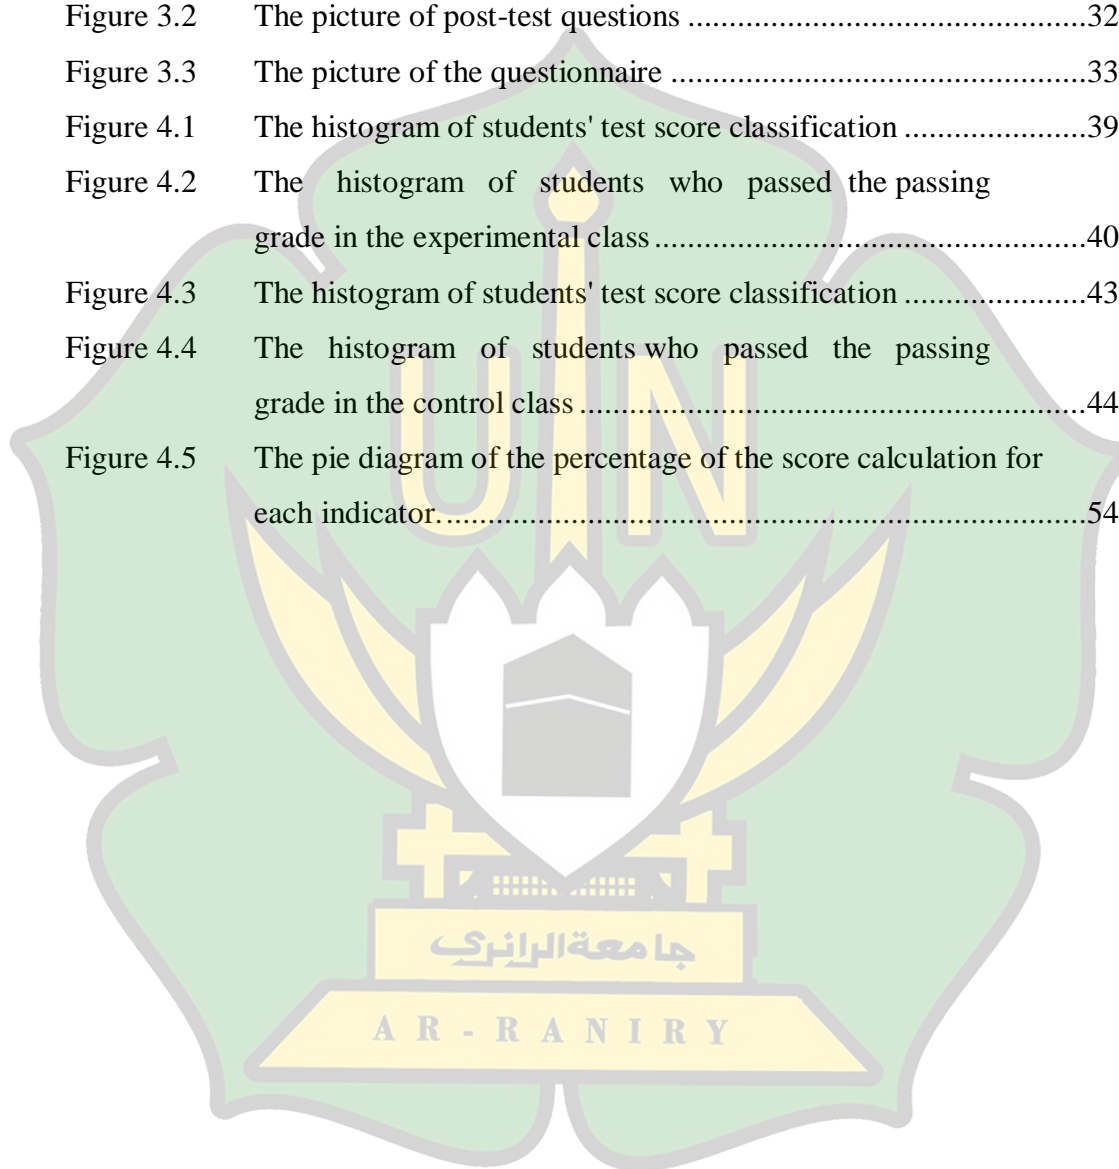 Figure 3.2 The picture of post-test questions ............................................32
Figure 3.3 The picture of the questionnaire ..............................................33
Figure 4.1 The histogram of students' test score classification ....................39
Figure 4.2 The histogram of students who passed the passing
grade in the experimental class ................................................40
Figure 4.3 The histogram of students' test score classification ....................43
Figure 4.4 The histogram of students who passed the passing
grade in the control class .........................................................44
Figure 4.5 The pie diagram of the percentage of the score calculation for
each indicator. ........................................................................54
UIN
جامعةالرانري
AR-RANIRY